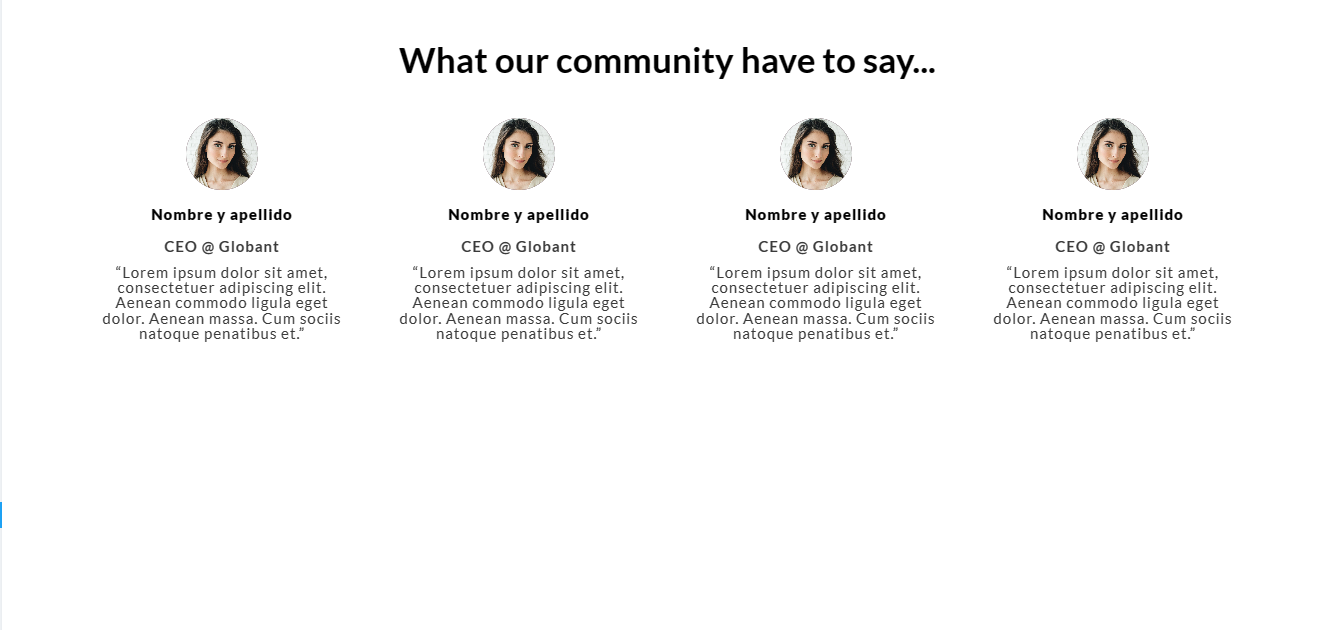 What our community have to say...
Nombre y apellido
CEO @ Globant
“Lorem ipsum dolor sit amet,
consectetuer adipiscing elit.
Aenean commodo ligula eget
dolor. Aenean massa. Cum sociis
natoque penatibus et.”
Nombre y apellido
CEO @ Globant
“Lorem ipsum dolor sit amet,
consectetuer adipiscing elit.
Aenean commodo ligula eget
dolor. Aenean massa. Cum sociis
natoque penatibus et.”
Nombre y apellido
CEO @ Globant
“Lorem ipsum dolor sit amet,
consectetuer adipiscing elit.
Aenean commodo ligula eget
dolor. Aenean massa. Cum sociis
natoque penatibus et.”
Nombre y apellido
CEO @ Globant
“Lorem ipsum dolor sit amet,
consectetuer adipiscing elit.
Aenean commodo ligula eget
dolor. Aenean massa. Cum sociis
natoque penatibus et.”